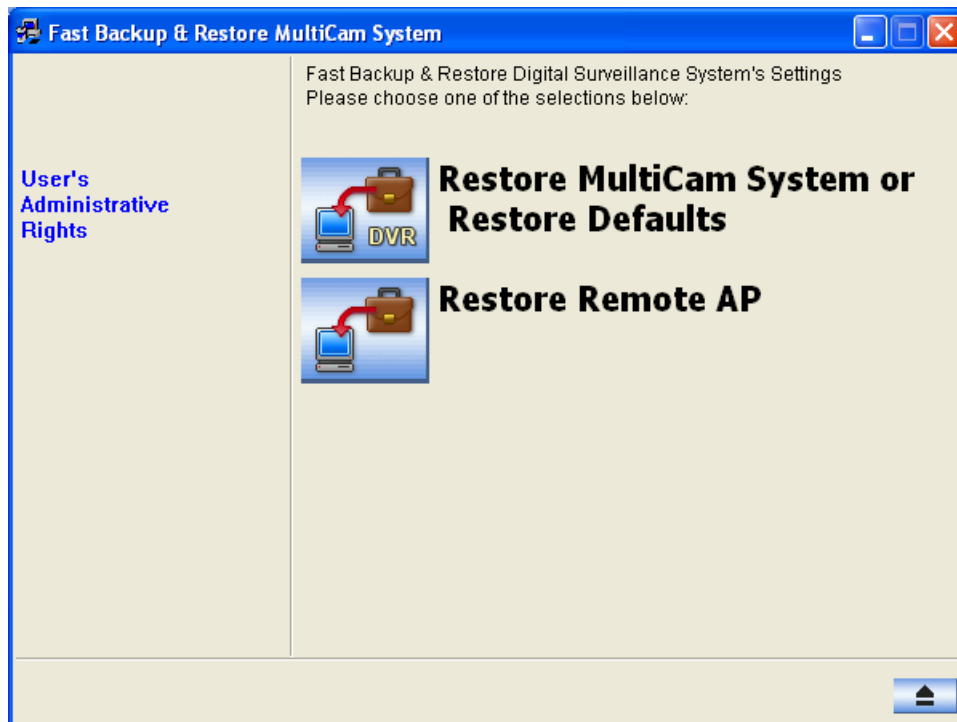 Fast Backup & Restore MultiCam System
Fast Backup & Restore Digital Surveillance System's Settings
Please choose one of the selections below:
User's
Administrative
Rights
DVR
Restore MultiCam System or
Restore Defaults
Restore Remote AP